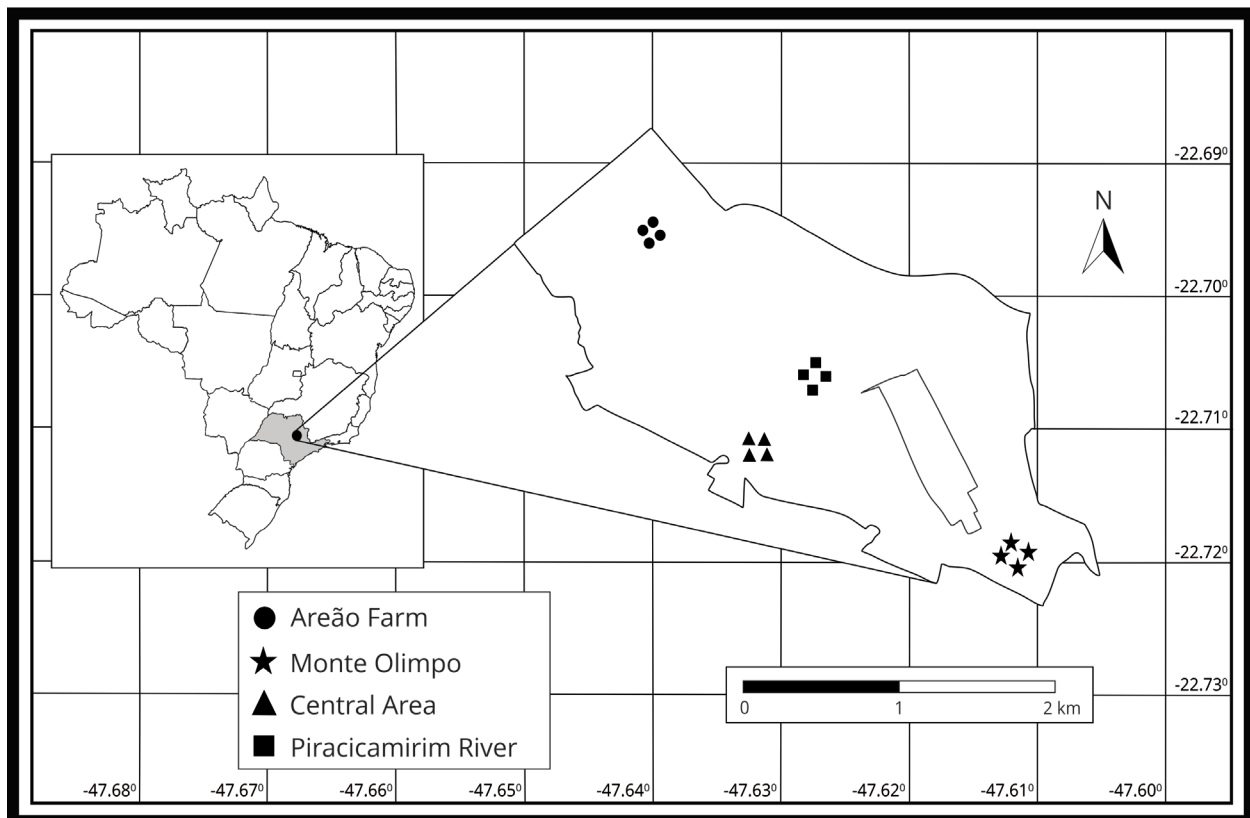 -22.69⁰
N
-22.70⁰
-22.71⁰
-22.72⁰
Areão Farm
Monte Olimpo
Central Area
Piracicamirim River
-22.73⁰
0 1 2 km
-47.68⁰ -47.67⁰ -47.66⁰ -47.65⁰ -47.64⁰ -47.63⁰ -47.62⁰ -47.61⁰ -47.60⁰